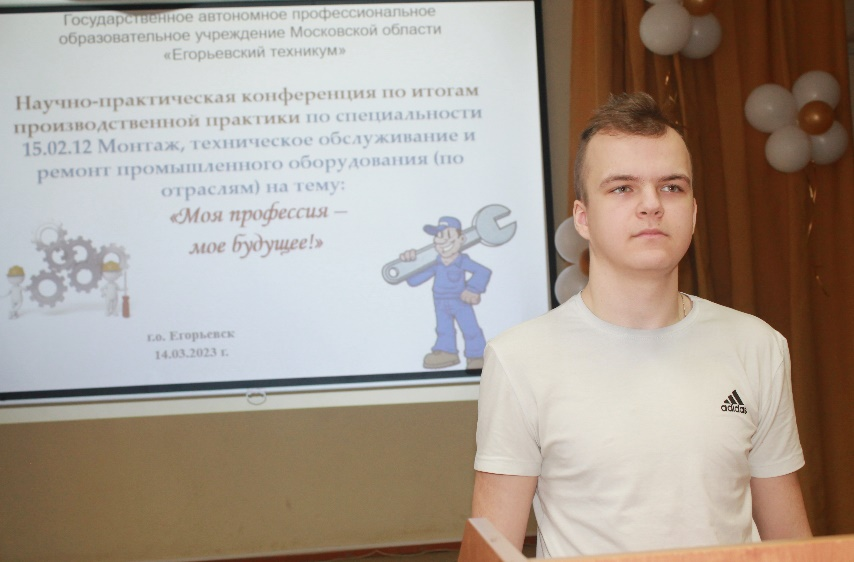 Государственное автономное профессиональное
образовательное учреждение Московской области
«Егорьевский техникум»
Научно-практическая конференция по итогам
производственной практики по специальности
15.02.12 Монтаж, техническое обслуживание и
ремонт промышленного оборудования (по
отраслям) на тему:
«Моя профессия –
мое будущее!»
г.о. Егорьевск
14.03.2023 г.
adidas